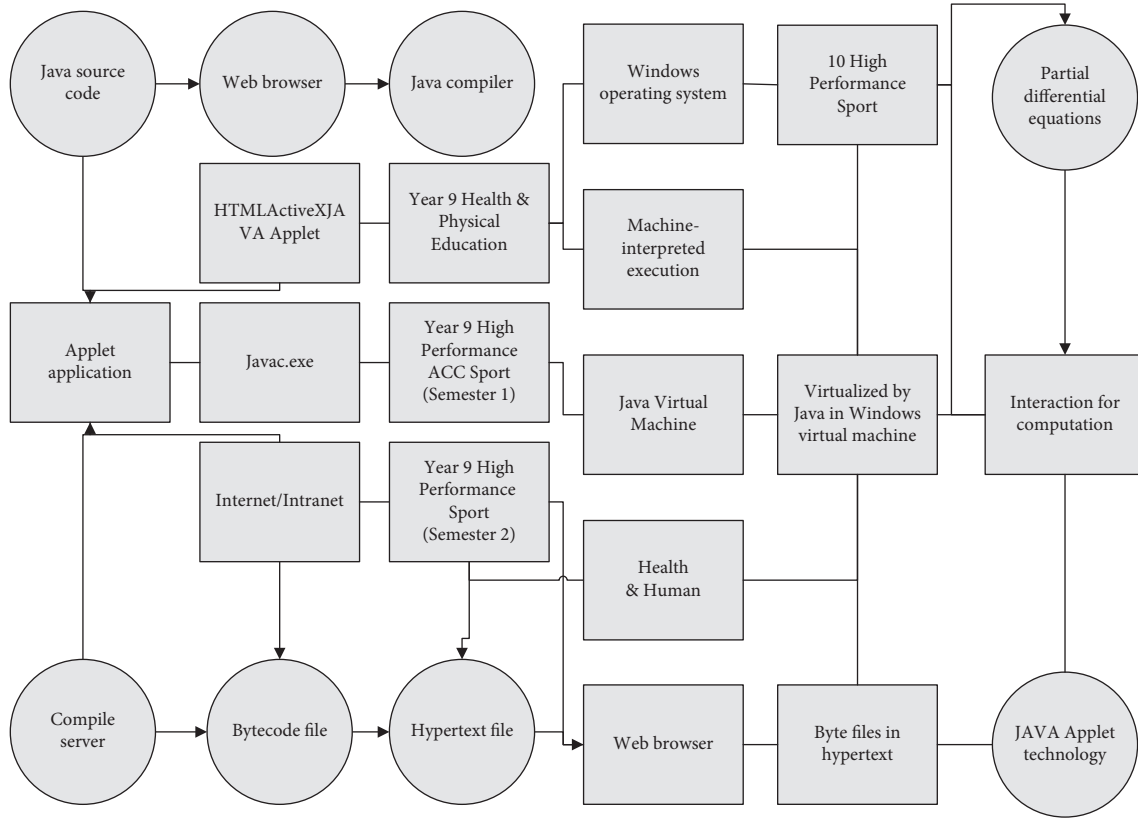 Java source
code
Web browser
Java compiler
Windows
operating system
10 High
Performance
Sport
Partial
differential
equations
HTMLActiveXJA
VA Applet
Year 9 Health &
Physical
Education
Machine-
interpreted
execution
Applet
application
Javac.exe
Year 9 High
Performance
ACC Sport
(Semester 1)
Java Virtual
Machine
Virtualized by
Java in Windows
virtual machine
Interaction for
computation
Internet/Intranet
Year 9 High
Performance
Sport
(Semester 2)
Health
& Human
Compile
server
Bytecode file
Hypertext file
Web browser
Byte files in
hypertext
JAVA Applet
technology